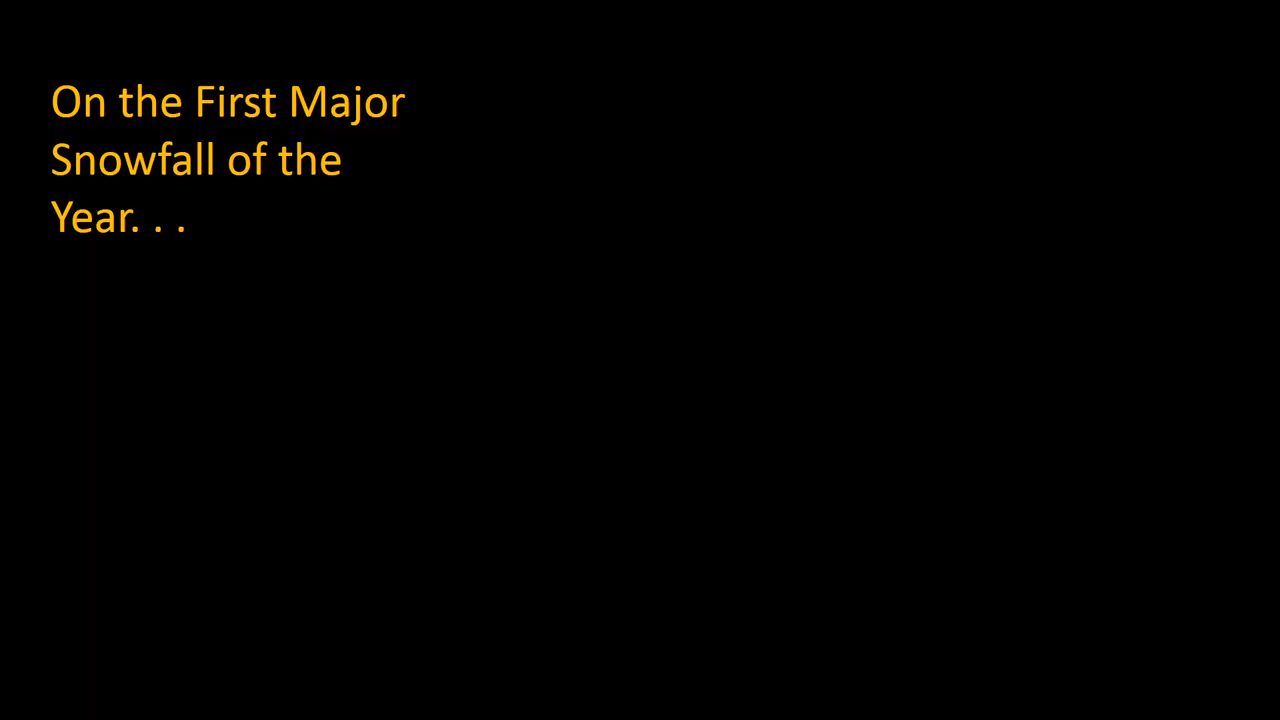 On the First Major
Snowfall of the
Year. . .